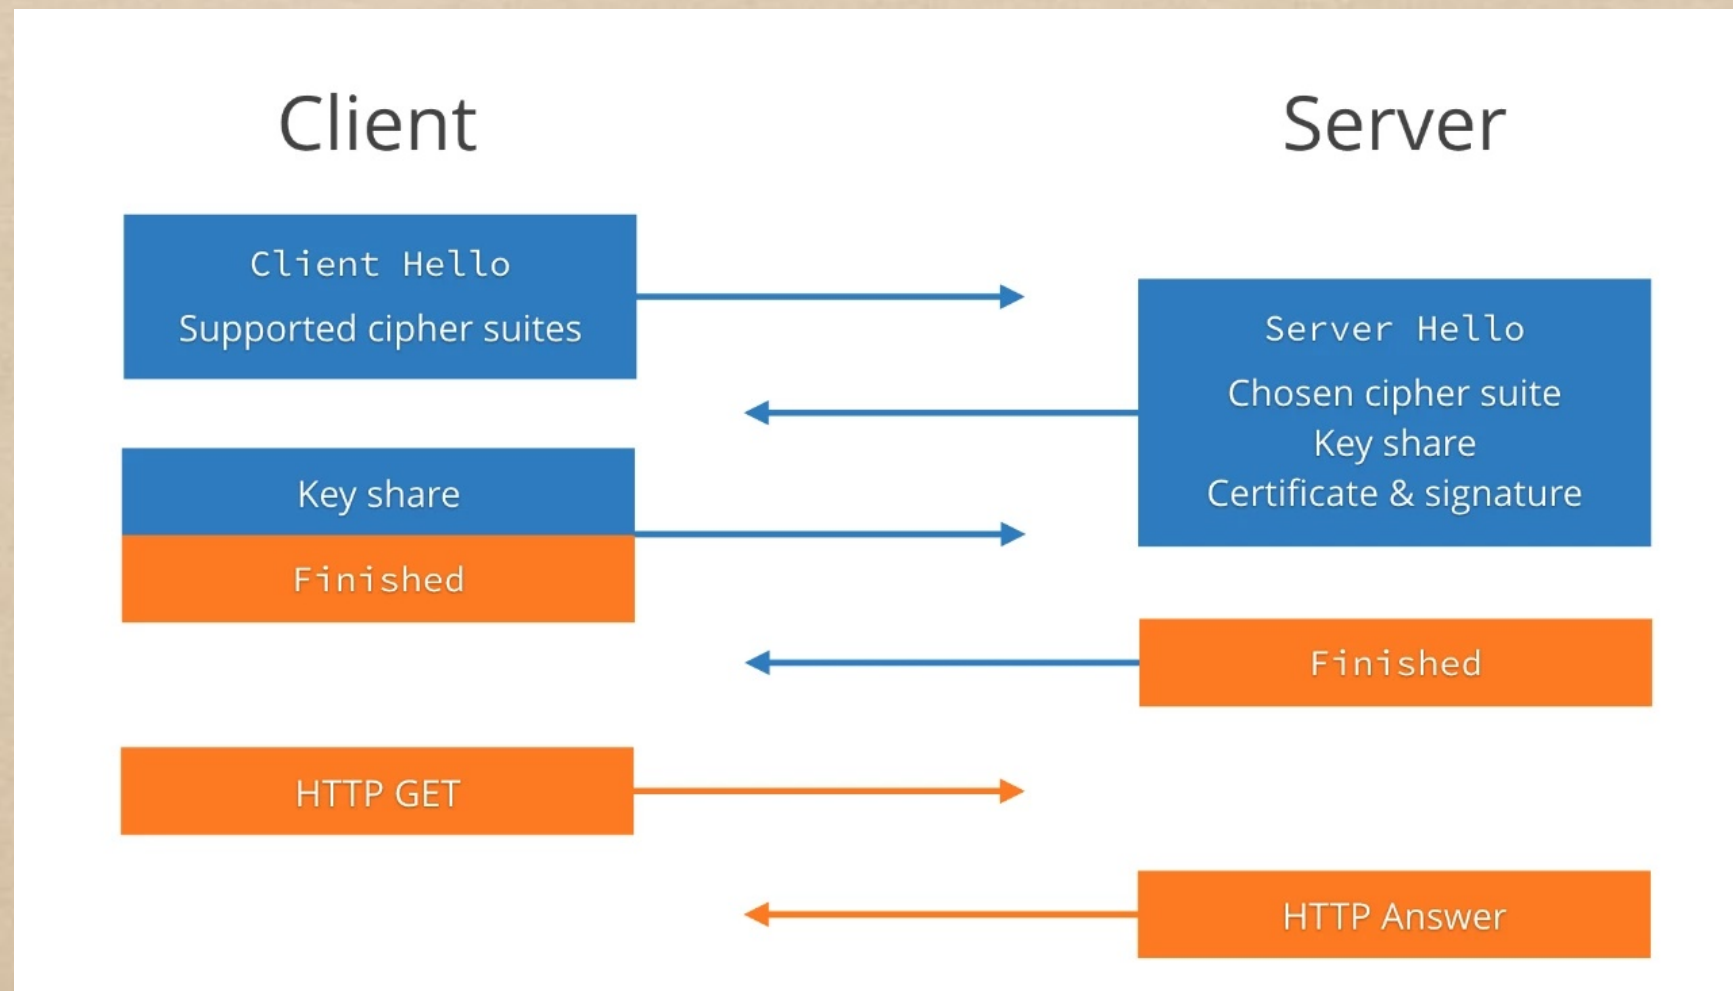 Client
Server
Client Hello
Supported cipher suites
Server Hello
Chosen cipher suite
Key share
Certificate & signature
Key share
Finished
Finished
HTTP GET
HTTP Answer